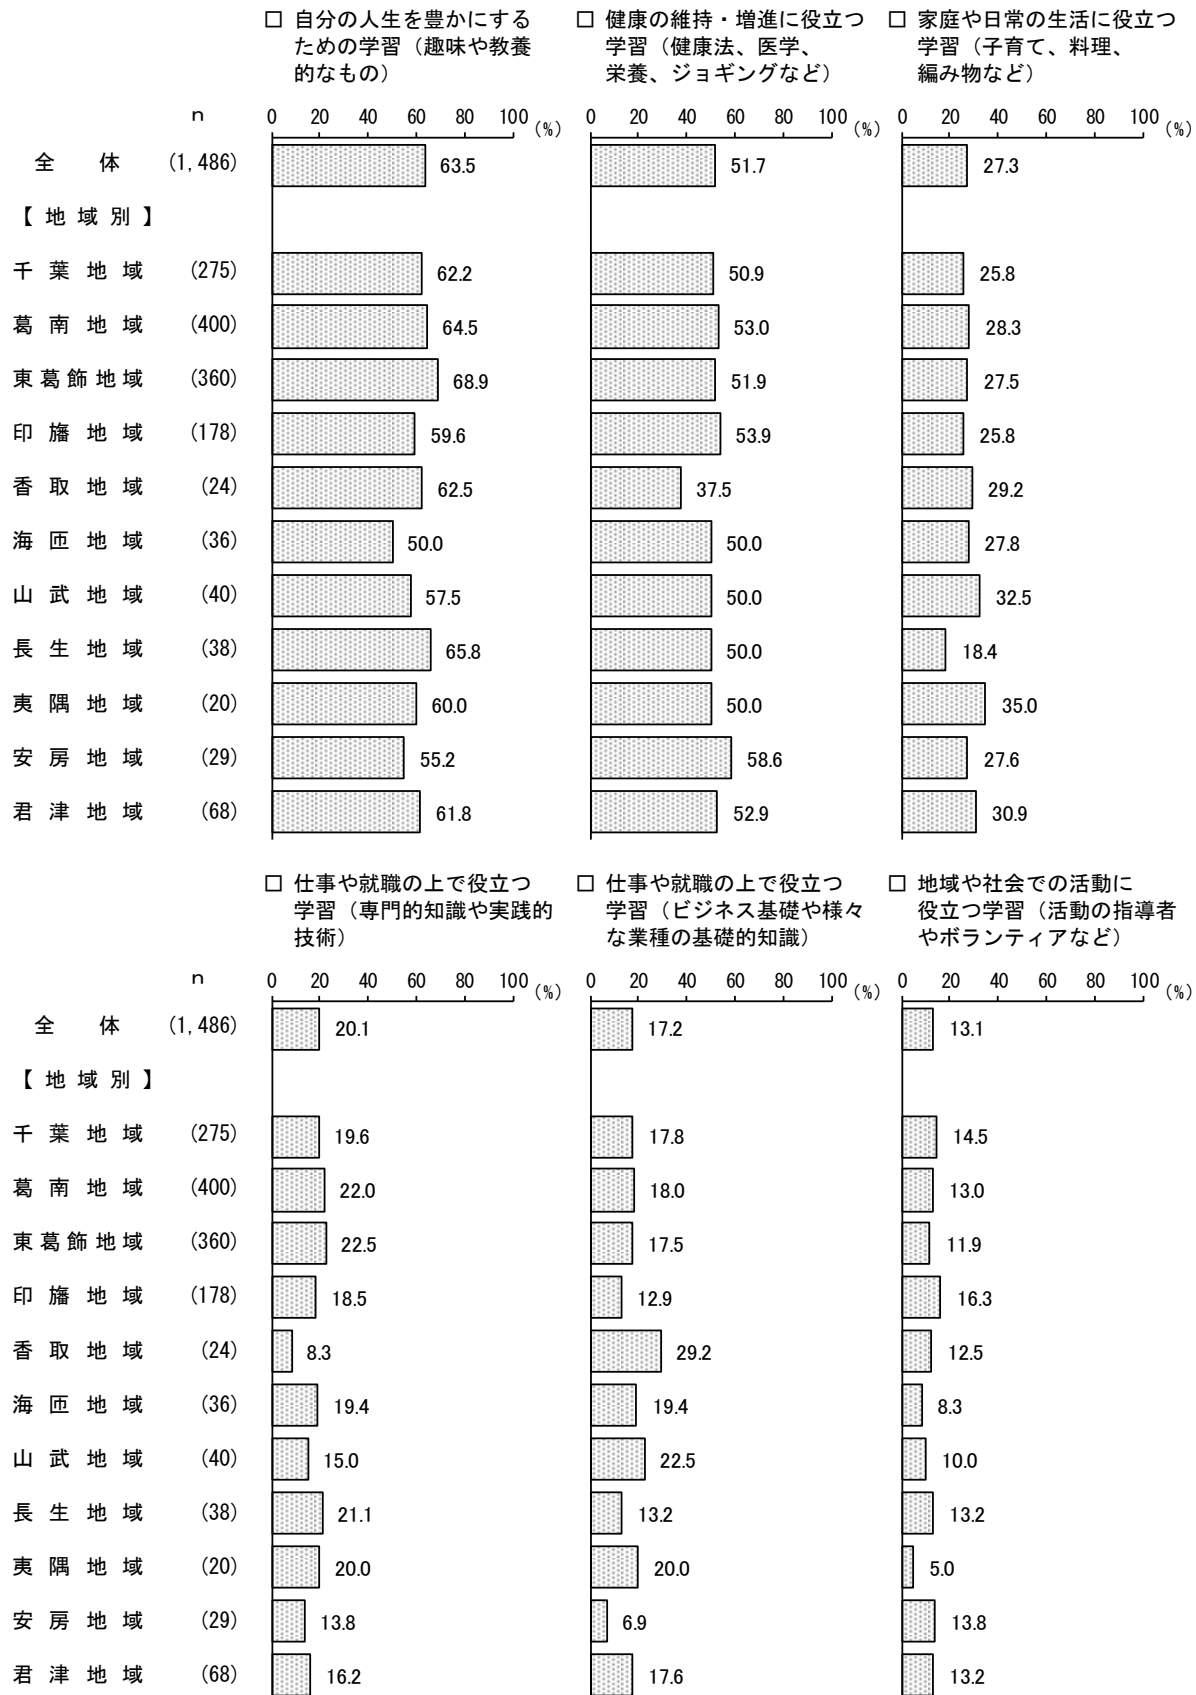 □ 自分の人生を豊かにする
ための学習（趣味や教養
的なもの）
□ 健康の維持・増進に役立つ
学習（健康法、医学、
栄養、ジョギングなど）
□ 家庭や日常の生活に役立つ
学習（子育て、料理、
編み物など）
n 0 20 40 60 80 100 (%) 0 20 40 60 80 100 (%) 0 20 40 60 80 100 (%)
全体 (1,486) 63.5 51.7 27.3
【地域別】
千葉地域 (275) 62.2 50.9 25.8
葛南地域 (400) 64.5 53.0 28.3
東葛飾地域 (360) 68.9 51.9 27.5
印旛地域 (178) 59.6 53.9 25.8
香取地域 (24) 62.5 37.5 29.2
海匝地域 (36) 50.0 50.0 27.8
山武地域 (40) 57.5 50.0 32.5
長生地域 (38) 65.8 50.0 18.4
夷隅地域 (20) 60.0 50.0 35.0
安房地域 (29) 55.2 58.6 27.6
君津地域 (68) 61.8 52.9 30.9
□ 仕事や就職の上で役立つ
学習（専門的知識や実践的
技術）
□ 仕事や就職の上で役立つ
学習（ビジネス基礎や様々
な業種の基礎的知識）
□ 地域や社会での活動に
役立つ学習（活動の指導者
やボランティアなど）
n 0 20 40 60 80 100 (%) 0 20 40 60 80 100 (%) 0 20 40 60 80 100 (%)
全体 (1,486) 20.1 17.2 13.1
【地域別】
千葉地域 (275) 19.6 17.8 14.5
葛南地域 (400) 22.0 18.0 13.0
東葛飾地域 (360) 22.5 17.5 11.9
印旛地域 (178) 18.5 12.9 16.3
香取地域 (24) 8.3 29.2 12.5
海匝地域 (36) 19.4 19.4 8.3
山武地域 (40) 15.0 22.5 10.0
長生地域 (38) 21.1 13.2 13.2
夷隅地域 (20) 20.0 20.0 5.0
安房地域 (29) 13.8 6.9 13.8
君津地域 (68) 16.2 17.6 13.2